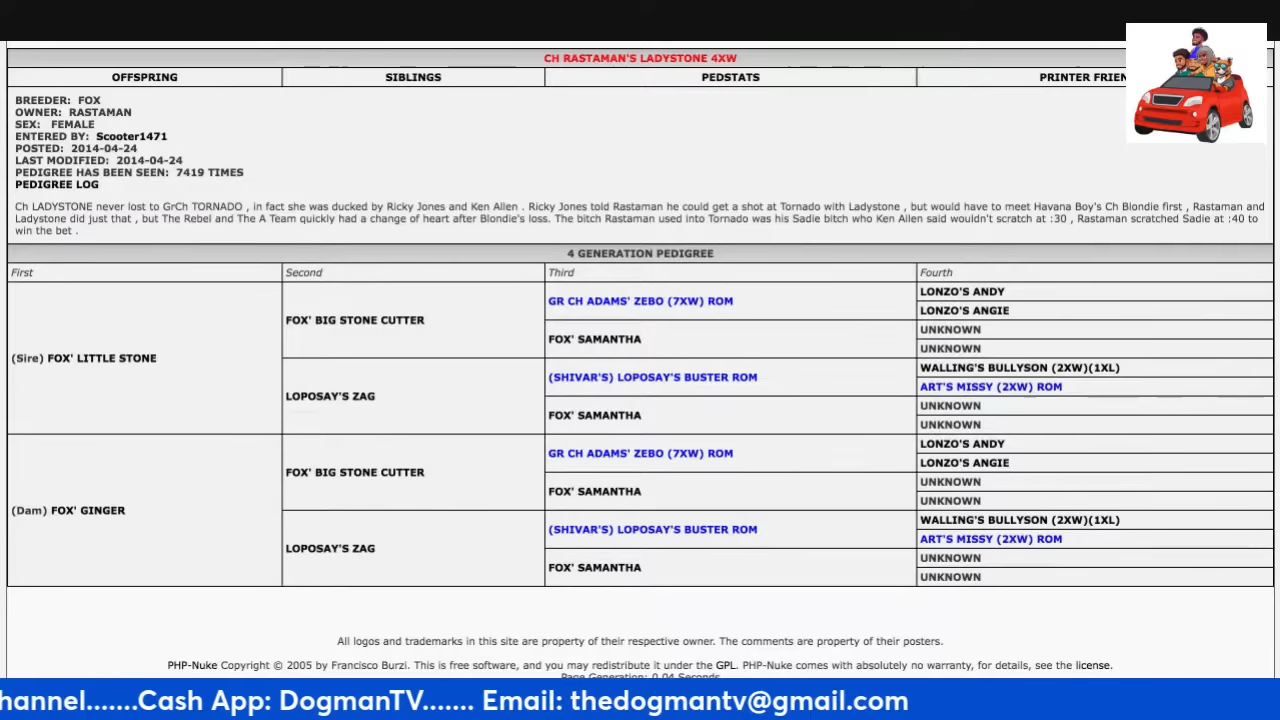 CH RASTAMAN'S LADYSTONE 4XW
OFFSPRING SIBLINGS PEDSTATS PRINTER FRIEN
BREEDER: FOX
OWNER: RASTAMAN
SEX: FEMALE
ENTERED BY: Scooter1471
POSTED: 2014-04-24
LAST MODIFIED: 2014-04-24
PEDIGREE HAS BEEN SEEN: 7419 TIMES
PEDIGREE LOG
Ch LADYSTONE never lost to GrCh TORNADO , in fact she was ducked by Ricky Jones and Ken Allen . Ricky Jones told Rastaman he could get a shot at Tornado with Ladystone , but would have to meet Havana Boy's Ch Blondie first , Rastaman and
Ladystone did just that , but The Rebel and The A Team quickly had a change of heart after Blondie's loss. The bitch Rastaman used into Tornado was his Sadie bitch who Ken Allen said wouldn't scratch at :30 , Rastaman scratched Sadie at :40 to
win the bet .
4 GENERATION PEDIGREE
First Second Third Fourth
(Sire) FOX' LITTLE STONE
FOX' BIG STONE CUTTER
GR CH ADAMS' ZEBO (7XW) ROM
LONZO'S ANDY
LONZO'S ANGIE
FOX' SAMANTHA
UNKNOWN
UNKNOWN
LOPOSAY'S ZAG
(SHIVAR'S) LOPOSAY'S BUSTER ROM
WALLING'S BULLYSON (2XW)(1XL)
ART'S MISSY (2XW) ROM
FOX' SAMANTHA
UNKNOWN
UNKNOWN
(Dam) FOX' GINGER
FOX' BIG STONE CUTTER
GR CH ADAMS' ZEBO (7XW) ROM
LONZO'S ANDY
LONZO'S ANGIE
FOX' SAMANTHA
UNKNOWN
UNKNOWN
LOPOSAY'S ZAG
(SHIVAR'S) LOPOSAY'S BUSTER ROM
WALLING'S BULLYSON (2XW)(1XL)
ART'S MISSY (2XW) ROM
FOX' SAMANTHA
UNKNOWN
UNKNOWN
All logos and trademarks in this site are property of their respective owner. The comments are property of their posters.
PHP-Nuke Copyright © 2005 by Francisco Burzi. This is free software, and you may redistribute it under the GPL. PHP-Nuke comes with absolutely no warranty, for details, see the license.
Page Generation: 0.04 Seconds
hannel.......Cash App: DogmanTV....... Email: thedogmantv@gmail.com